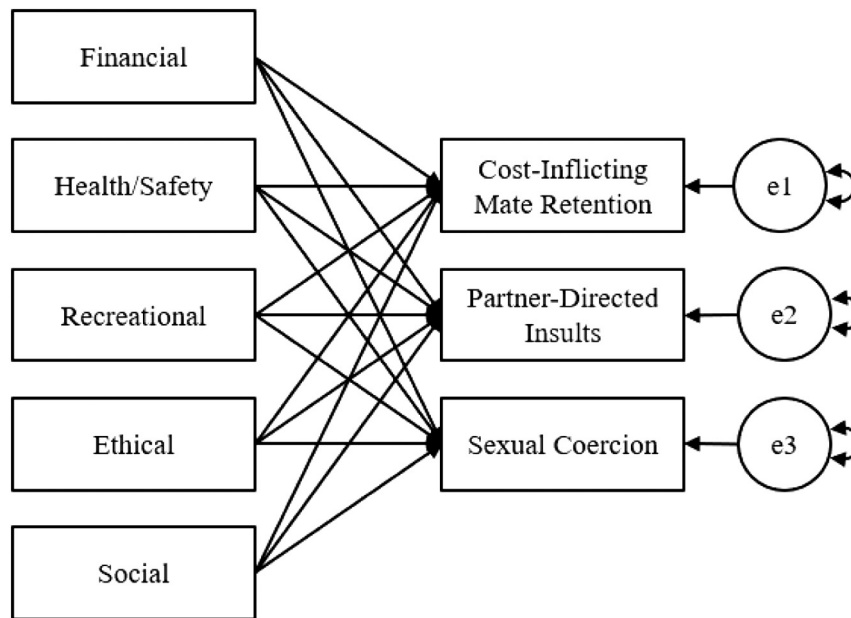 Financial
Health/Safety
Recreational
Ethical
Social
Cost-Inflicting
Mate Retention
Partner-Directed
Insults
Sexual Coercion
e1
e2
e3